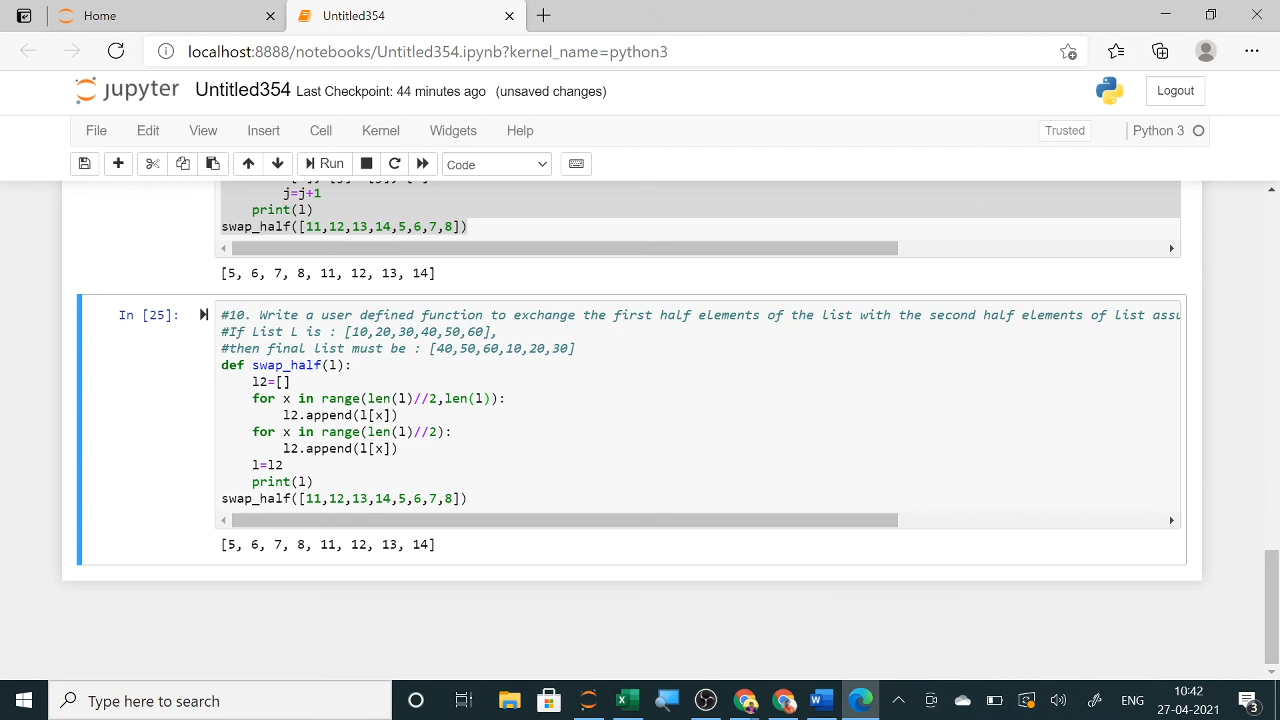 Home
Untitled354
localhost:8888/notebooks/Untitled354.ipynb?kernel_name=python3
jupyter Untitled354 Last Checkpoint: 44 minutes ago (unsaved changes)
Logout
File Edit View Insert Cell Kernel Widgets Help
Trusted
Python 3
Run
Code
j=j+1
print(l)
swap_half([11,12,13,14,5,6,7,8])
[5, 6, 7, 8, 11, 12, 13, 14]
In [25]:
#10. Write a user defined function to exchange the first half elements of the list with the second half elements of list assu
#If List L is : [10,20,30,40,50,60],
#then final list must be : [40,50,60,10,20,30]
def swap_half(l):
l2=[]
for x in range(len(l)//2,len(l)):
l2.append(l[x])
for x in range(len(l)//2):
l2.append(l[x])
l=l2
print(l)
swap_half([11,12,13,14,5,6,7,8])
[5, 6, 7, 8, 11, 12, 13, 14]
Type here to search
ENG
10:42
27-04-2021
3